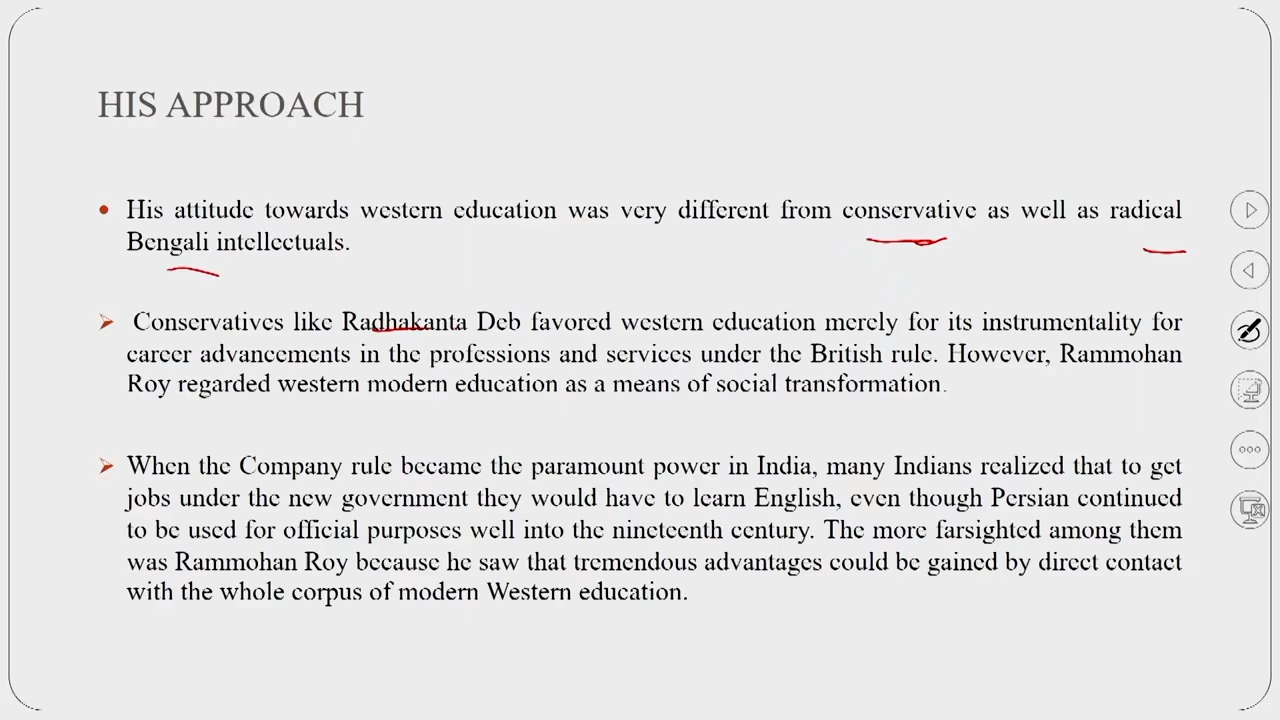 HIS APPROACH
• His attitude towards western education was very different from conservative as well as radical
Bengali intellectuals.
➢ Conservatives like Radhakanta Deb favored western education merely for its instrumentality for
career advancements in the professions and services under the British rule. However, Rammohan
Roy regarded western modern education as a means of social transformation.
➢ When the Company rule became the paramount power in India, many Indians realized that to get
jobs under the new government they would have to learn English, even though Persian continued
to be used for official purposes well into the nineteenth century. The more farsighted among them
was Rammohan Roy because he saw that tremendous advantages could be gained by direct contact
with the whole corpus of modern Western education.